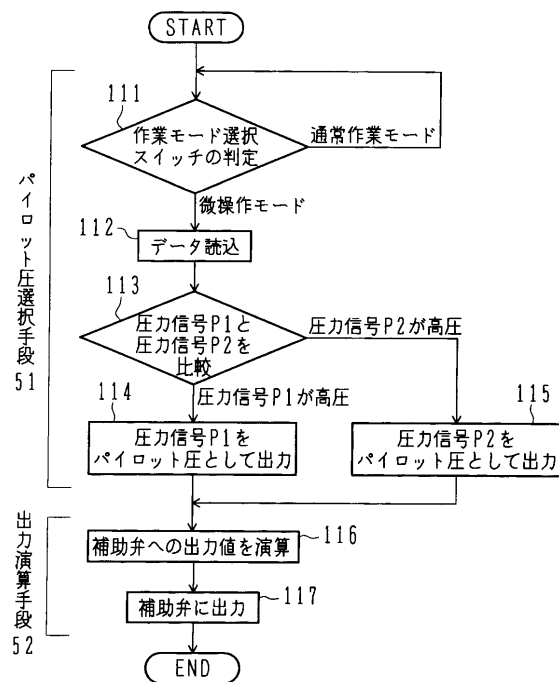 START
111
作業モード選択
スイッチの判定
通常作業モード
微操作モード
112
データ読込
113
圧力信号P1と
圧力信号P2を
比較
圧力信号P2が高圧
圧力信号P1が高圧
114
圧力信号P1を
パイロット圧として出力
115
圧力信号P2を
パイロット圧として出力
パイロット圧選択手段
51
補助弁への出力値を演算
116
補助弁に出力
117
出力演算手段
52
END